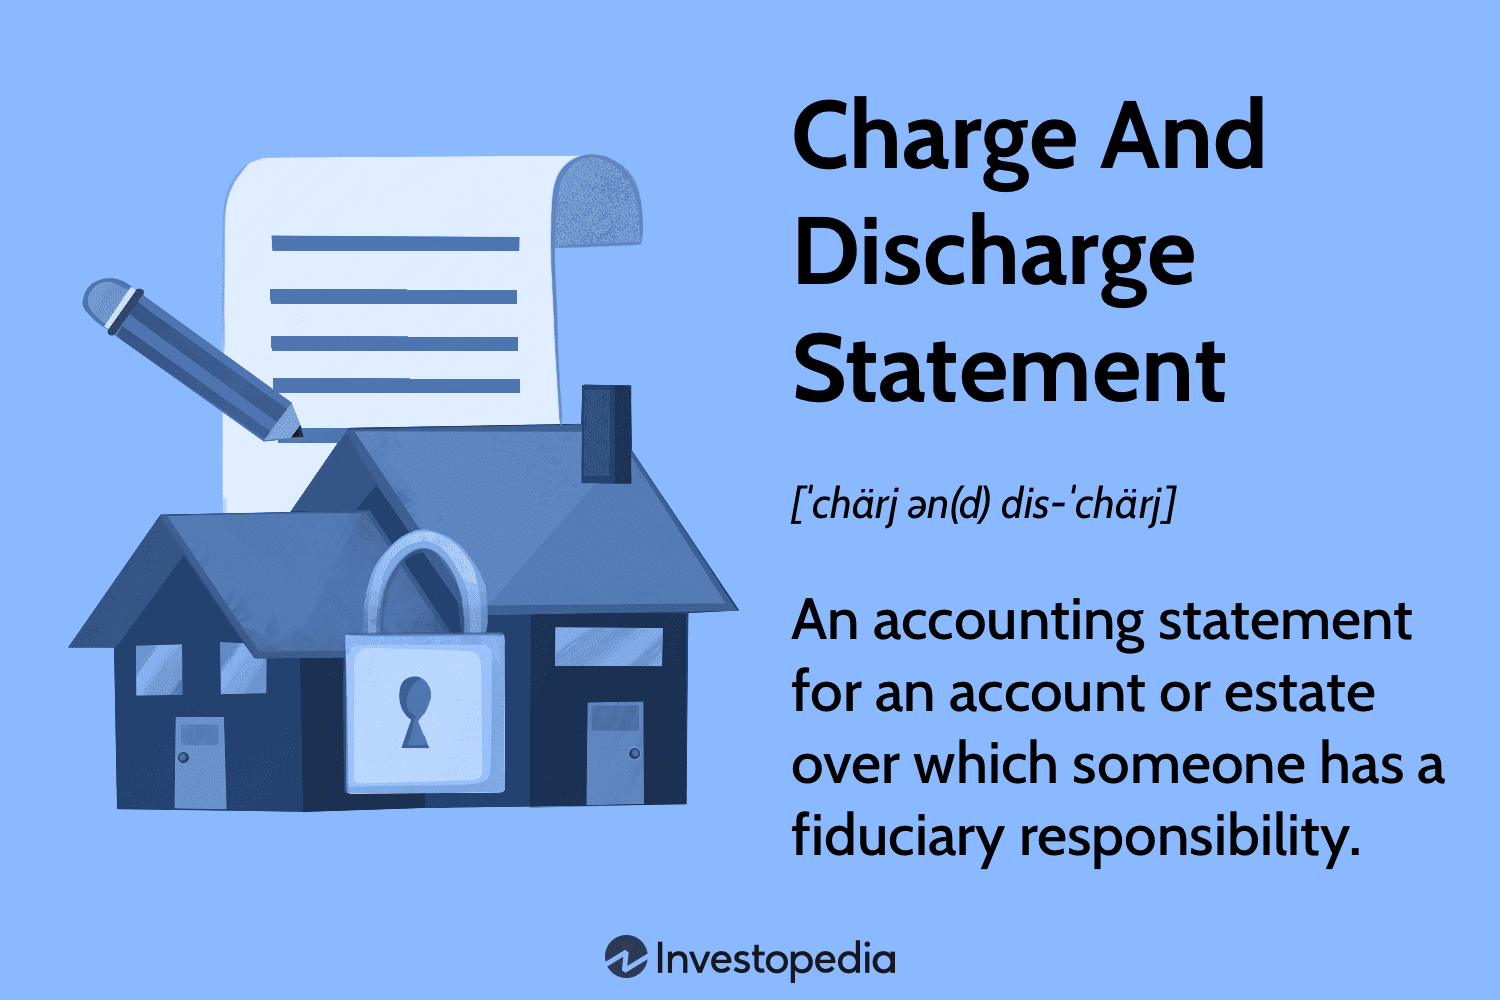 Charge And
Discharge
Statement
[ˈchärj ən(d) dis-ˈchärj]
An accounting statement
for an account or estate
over which someone has a
fiduciary responsibility.
Investopedia